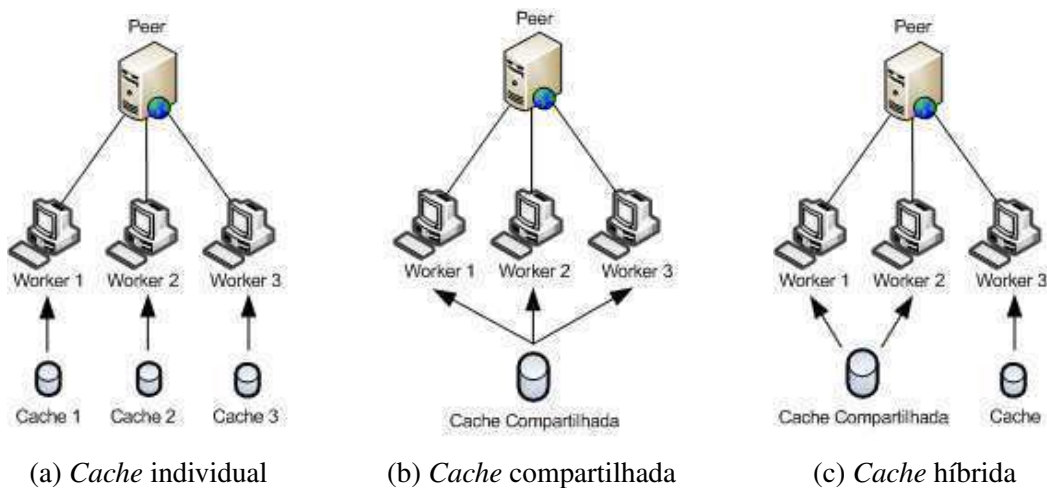 Peer
Peer
Peer
Worker 1
Worker 2
Worker 3
Worker 1
Worker 2
Worker 3
Worker 1
Worker 2
Worker 3
Cache 1
Cache 2
Cache 3
Cache Compartilhada
Cache Compartilhada
Cache
(a) Cache individual
(b) Cache compartilhada
(c) Cache híbrida